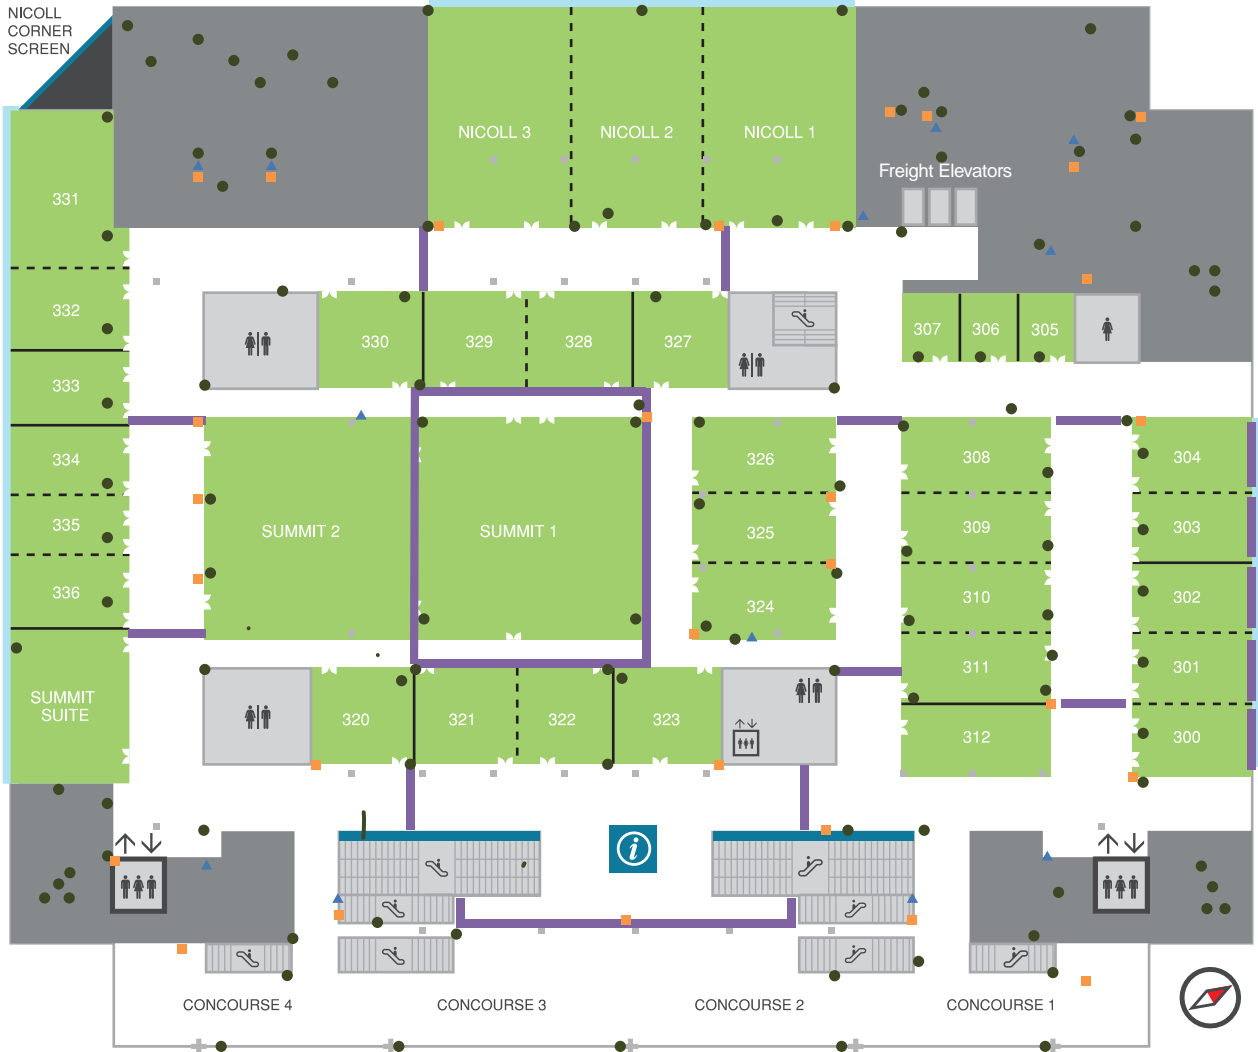 NICOLL
CORNER
SCREEN
NICOLL 3
NICOLL 2
NICOLL 1
Freight Elevators
331
332
330
329
328
327
307
306
305
333
334
335
336
SUMMIT 2
SUMMIT 1
326
325
324
308
309
310
311
312
304
303
302
301
300
SUMMIT
SUITE
320
321
322
323
i
CONCOURSE 4
CONCOURSE 3
CONCOURSE 2
CONCOURSE 1